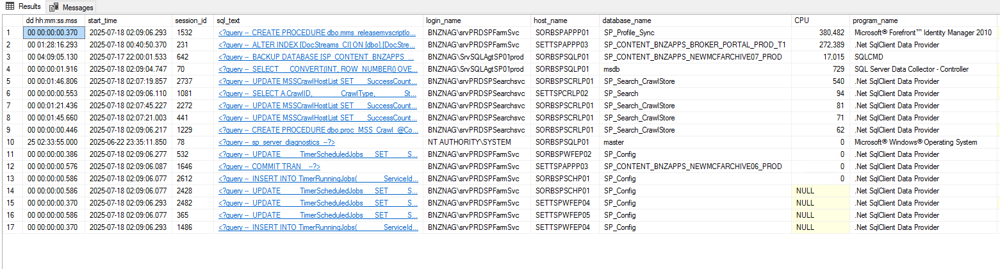 Results Messages
dd hh:mm:ss.mss start_time session_id sql_text login_name host_name database_name CPU program_name
1 00 00:00:00.370 2025-07-18 02:09:06.293 1532 <?query -- CREATE PROCEDURE dbo.mms_releasemvscriptlo... BNZNAG\srvPRDSPFarmSvc SORBSPAPPP01 SP_Profile_Sync 380,482 Microsoft® Forefront™ Identity Manager 2010
2 00 01:28:16.293 2025-07-18 00:40:50.370 231 <?query -- ALTER INDEX [DocStreams_CI] ON [dbo].[DocStre... BNZNAG\srvPRDSPFarmSvc SETTSPAPPP03 SP_CONTENT_BNZAPPS_BROKER_PORTAL_PROD_T1 272,389 .Net SqlClient Data Provider
3 00 04:09:05.130 2025-07-17 22:00:01.533 642 <?query -- BACKUP DATABASE [SP_CONTENT_BNZAPPS_... BNZNAG\SrvSQLAgtSP01prod SORBSPSQLP01 SP_CONTENT_BNZAPPS_NEWMCFARCHIVE07_PROD 17,015 SQLCMD
4 00 00:00:01.916 2025-07-18 02:09:04.747 70 <?query -- SELECT CONVERT(INT, ROW_NUMBER() OVE... BNZNAG\SrvSQLAgtSP01prod SORBSPSQLP01 msdb 729 SQL Server Data Collector - Controller
5 00 00:01:46.806 2025-07-18 02:07:19.857 2737 <?query -- UPDATE MSSCrawlHostList SET SuccessCount... BNZNAG\srvPRDSPSearchsvc SORBSPSCRLP01 SP_Search_CrawlStore 540 .Net SqlClient Data Provider
6 00 00:00:00.553 2025-07-18 02:09:06.110 1081 <?query -- SELECT A.CrawlID, CrawlType, St... BNZNAG\srvPRDSPSearchsvc SETTSPCRLP02 SP_Search 94 .Net SqlClient Data Provider
7 00 00:01:21.436 2025-07-18 02:07:45.227 2272 <?query -- UPDATE MSSCrawlHostList SET SuccessCount... BNZNAG\srvPRDSPSearchsvc SORBSPSCRLP01 SP_Search_CrawlStore 81 .Net SqlClient Data Provider
8 00 00:01:45.660 2025-07-18 02:07:21.003 441 <?query -- UPDATE MSSCrawlHostList SET SuccessCount... BNZNAG\srvPRDSPSearchsvc SORBSPSCRLP01 SP_Search_CrawlStore 71 .Net SqlClient Data Provider
9 00 00:00:00.446 2025-07-18 02:09:06.217 1229 <?query -- CREATE PROCEDURE dbo.proc_MSS_Crawl @Co... BNZNAG\srvPRDSPSearchsvc SORBSPSCRLP01 SP_Search_CrawlStore 62 .Net SqlClient Data Provider
10 25 02:33:55.000 2025-06-22 23:35:11.850 78 <?query -- sp_server_diagnostics --?> NT AUTHORITY\SYSTEM SORBSPSQLP01 master 0 Microsoft® Windows® Operating System
11 00 00:00:00.386 2025-07-18 02:09:06.277 532 <?query -- UPDATE TimerScheduledJobs SET S... BNZNAG\srvPRDSPFarmSvc SORBSPWFEP02 SP_Config 0 .Net SqlClient Data Provider
12 00 00:00:00.576 2025-07-18 02:09:06.087 1646 <?query -- COMMIT TRAN --?> BNZNAG\srvPRDSPFarmSvc SETTSPAPPP03 SP_CONTENT_BNZAPPS_NEWMCFARCHIVE06_PROD 0 .Net SqlClient Data Provider
13 00 00:00:00.586 2025-07-18 02:09:06.077 2612 <?query -- INSERT INTO TimerRunningJobs( ServiceId... BNZNAG\srvPRDSPFarmSvc SORBSPSCHP01 SP_Config 0 .Net SqlClient Data Provider
14 00 00:00:00.586 2025-07-18 02:09:06.077 2428 <?query -- UPDATE TimerScheduledJobs SET S... BNZNAG\srvPRDSPFarmSvc SORBSPSCHP01 SP_Config NULL .Net SqlClient Data Provider
15 00 00:00:00.370 2025-07-18 02:09:06.293 2482 <?query -- UPDATE TimerScheduledJobs SET S... BNZNAG\srvPRDSPFarmSvc SETTSPWFEP04 SP_Config NULL .Net SqlClient Data Provider
16 00 00:00:00.586 2025-07-18 02:09:06.077 365 <?query -- UPDATE TimerScheduledJobs SET S... BNZNAG\srvPRDSPFarmSvc SETTSPWFEP05 SP_Config NULL .Net SqlClient Data Provider
17 00 00:00:00.370 2025-07-18 02:09:06.293 1486 <?query -- INSERT INTO TimerRunningJobs( ServiceId... BNZNAG\srvPRDSPFarmSvc SETTSPWFEP04 SP_Config NULL .Net SqlClient Data Provider